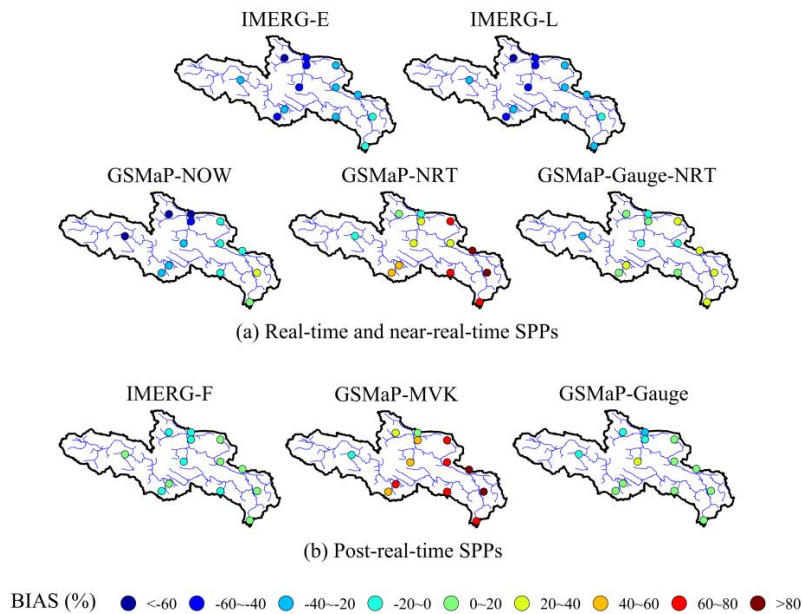 IMERG-E IMERG-L
GSMaP-NOW GSMaP-NRT GSMaP-Gauge-NRT
(a) Real-time and near-real-time SPPs
IMERG-F GSMaP-MVK GSMaP-Gauge
(b) Post-real-time SPPs
BIAS (%) <-60 -60~-40 -40~-20 -20~0 0~20 20~40 40~60 60~80 >80